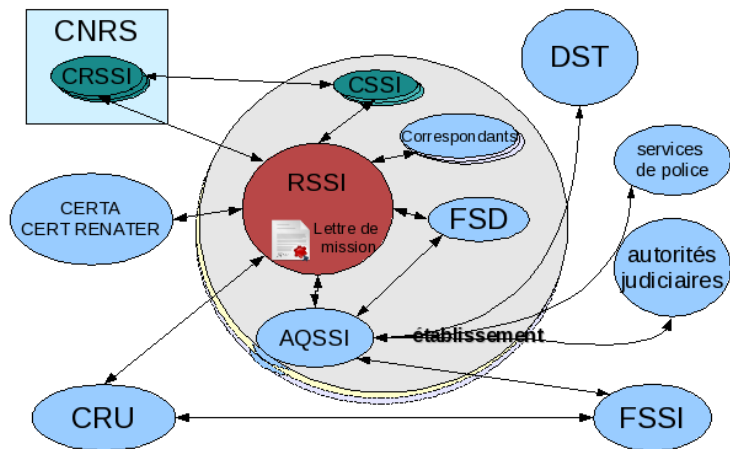 CNRS
CRSSI
CSSI
DST
Correspondants
services
de police
RSSI
CERTA
CERT RENATER
Lettre de
mission
FSD
autorités
judiciaires
AQSSI
établissement
CRU
FSSI